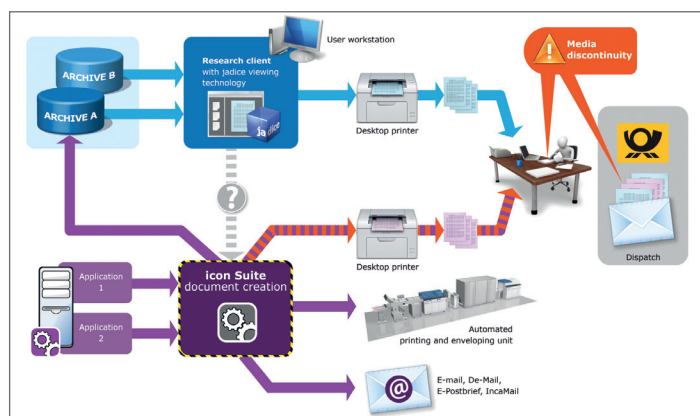 User workstation
Media
discontinuity
ARCHIVE B
ARCHIVE A
Research client
with jadice viewing
technology
jadice
Desktop printer
?
Desktop printer
Dispatch
Application
1
Application
2
icon Suite
document creation
Automated
printing and enveloping unit
@
E-mail, De-Mail,
E-Postbrief, IncaMail